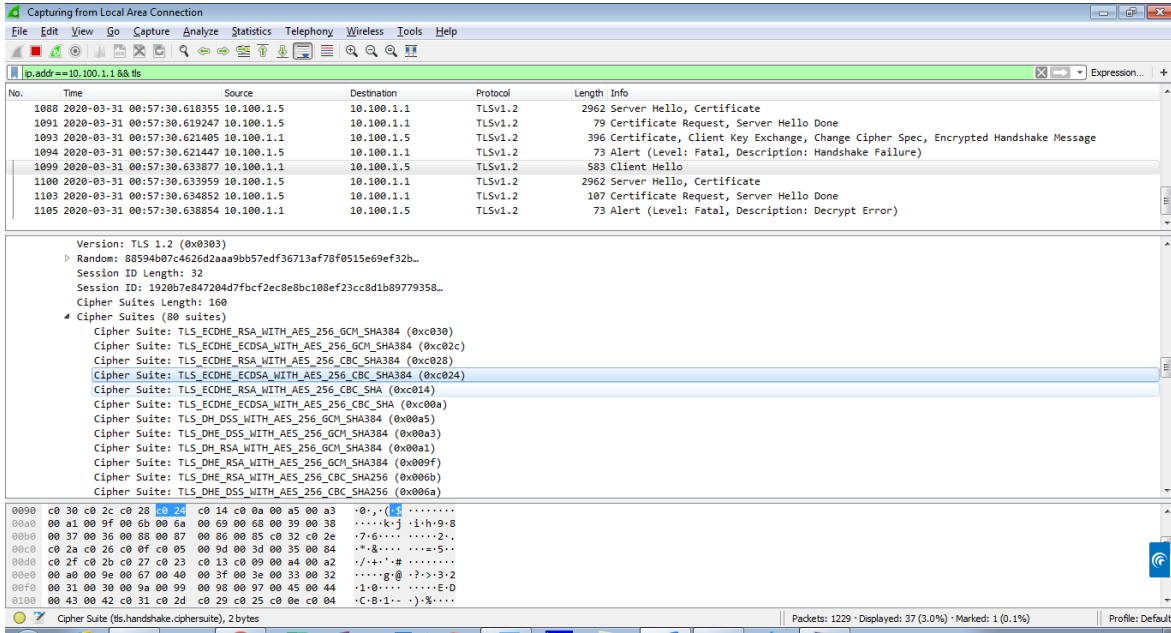 Capturing from Local Area Connection
File Edit View Go Capture Analyze Statistics Telephony Wireless Tools Help
ip.addr==10.100.1.1 && tls
Expression... +
No. Time Source Destination Protocol Length Info
1088 2020-03-31 00:57:30.618355 10.100.1.5 10.100.1.1 TLSv1.2 2962 Server Hello, Certificate
1091 2020-03-31 00:57:30.619247 10.100.1.5 10.100.1.1 TLSv1.2 79 Certificate Request, Server Hello Done
1093 2020-03-31 00:57:30.621405 10.100.1.1 10.100.1.5 TLSv1.2 396 Certificate, Client Key Exchange, Change Cipher Spec, Encrypted Handshake Message
1094 2020-03-31 00:57:30.621447 10.100.1.5 10.100.1.1 TLSv1.2 73 Alert (Level: Fatal, Description: Handshake Failure)
1099 2020-03-31 00:57:30.633877 10.100.1.1 10.100.1.5 TLSv1.2 583 Client Hello
1100 2020-03-31 00:57:30.633959 10.100.1.5 10.100.1.1 TLSv1.2 2962 Server Hello, Certificate
1103 2020-03-31 00:57:30.634852 10.100.1.5 10.100.1.1 TLSv1.2 107 Certificate Request, Server Hello Done
1105 2020-03-31 00:57:30.638854 10.100.1.1 10.100.1.5 TLSv1.2 73 Alert (Level: Fatal, Description: Decrypt Error)
Version: TLS 1.2 (0x0303)
Random: 88594b07c4626d2aaa9bb57edf36713af78f0515e69ef32b…
Session ID Length: 32
Session ID: 1920b7e847204d7fbcf2ec8e8bc108ef23cc8d1b89779358…
Cipher Suites Length: 160
Cipher Suites (80 suites)
Cipher Suite: TLS_ECDHE_RSA_WITH_AES_256_GCM_SHA384 (0xc030)
Cipher Suite: TLS_ECDHE_ECDSA_WITH_AES_256_GCM_SHA384 (0xc02c)
Cipher Suite: TLS_ECDHE_RSA_WITH_AES_256_CBC_SHA384 (0xc028)
Cipher Suite: TLS_ECDHE_ECDSA_WITH_AES_256_CBC_SHA384 (0xc024)
Cipher Suite: TLS_ECDHE_RSA_WITH_AES_256_CBC_SHA (0xc014)
Cipher Suite: TLS_ECDHE_ECDSA_WITH_AES_256_CBC_SHA (0xc00a)
Cipher Suite: TLS_DH_DSS_WITH_AES_256_GCM_SHA384 (0x00a5)
Cipher Suite: TLS_DHE_DSS_WITH_AES_256_GCM_SHA384 (0x00a3)
Cipher Suite: TLS_DH_RSA_WITH_AES_256_GCM_SHA384 (0x00a1)
Cipher Suite: TLS_DHE_RSA_WITH_AES_256_GCM_SHA384 (0x009f)
Cipher Suite: TLS_DHE_RSA_WITH_AES_256_CBC_SHA256 (0x006b)
Cipher Suite: TLS_DHE_DSS_WITH_AES_256_CBC_SHA256 (0x006a)
0090 c0 30 c0 2c c0 28 c0 24 c0 14 c0 0a 00 a5 00 a3 ·0·,·(·$ ········
00a0 00 a1 00 9f 00 6b 00 6a 00 69 00 68 00 39 00 38 ·····k·j ·i·h·9·8
00b0 00 37 00 36 00 88 00 87 00 86 00 85 c0 32 c0 2e ·7·6···· ·····2·.
00c0 c0 2a c0 26 c0 0f c0 05 00 9d 00 3d 00 35 00 84 ·*·&···· ···=·5··
00d0 c0 2f c0 2b c0 27 c0 23 c0 13 c0 09 00 a4 00 a2 ·/·+·'·# ········
00e0 00 a0 00 9e 00 67 00 40 00 3f 00 3e 00 33 00 32 ·····g·@ ·?·>·3·2
00f0 00 31 00 30 00 9a 00 99 00 98 00 97 00 45 00 44 ·1·0···· ·····E·D
0100 00 43 00 42 c0 31 c0 2d c0 29 c0 25 c0 0e c0 04 ·C·B·1·- ·)·%····
Cipher Suite (tls.handshake.ciphersuite), 2 bytes Packets: 1229 · Displayed: 37 (3.0%) · Marked: 1 (0.1%) Profile: Default